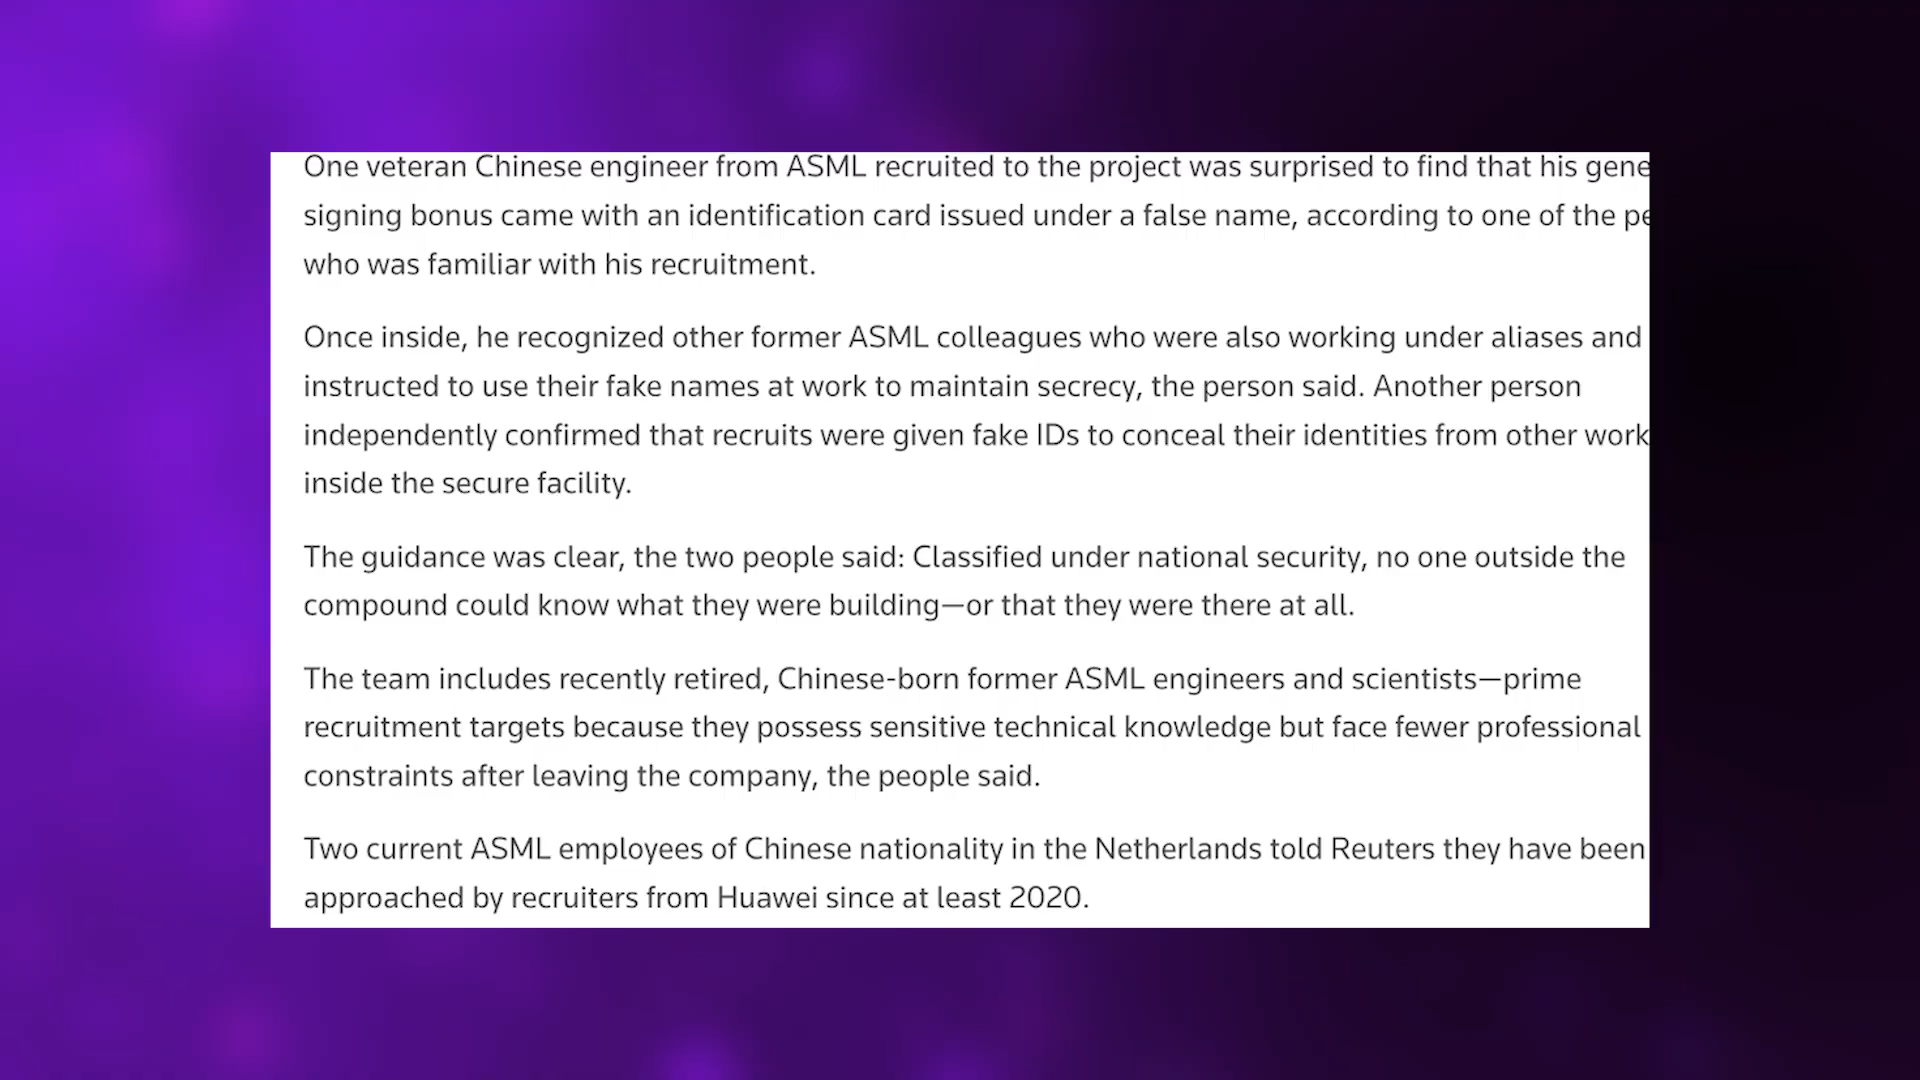 One veteran Chinese engineer from ASML recruited to the project was surprised to find that his
signing bonus came with an identification card issued under a false name, according to one of the
who was familiar with his recruitment.
Once inside, he recognized other former ASML colleagues who were also working under aliases and
instructed to use their fake names at work to maintain secrecy, the person said. Another person
independently confirmed that recruits were given fake IDs to conceal their identities from other work
inside the secure facility.
The guidance was clear, the two people said: Classified under national security, no one outside the
compound could know what they were building—or that they were there at all.
The team includes recently retired, Chinese-born former ASML engineers and scientists—prime
recruitment targets because they possess sensitive technical knowledge but face fewer professional
constraints after leaving the company, the people said.
Two current ASML employees of Chinese nationality in the Netherlands told Reuters they have been
approached by recruiters from Huawei since at least 2020.